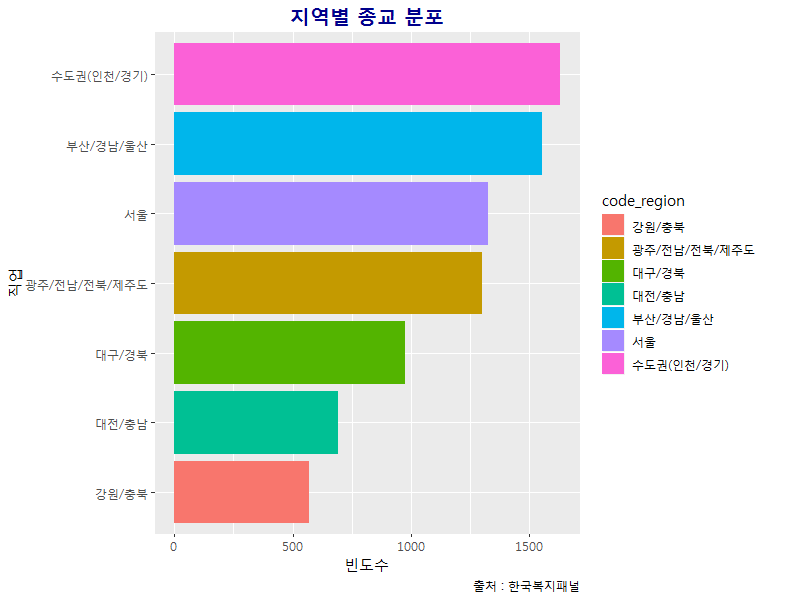 지역별 종교 분포
수도권(인천/경기)
부산/경남/울산
서울
광주/전남/전북/제주도
대구/경북
대전/충남
강원/충북
직업
0 500 1000 1500
빈도수
출처 : 한국복지패널
code_region
강원/충북
광주/전남/전북/제주도
대구/경북
대전/충남
부산/경남/울산
서울
수도권(인천/경기)